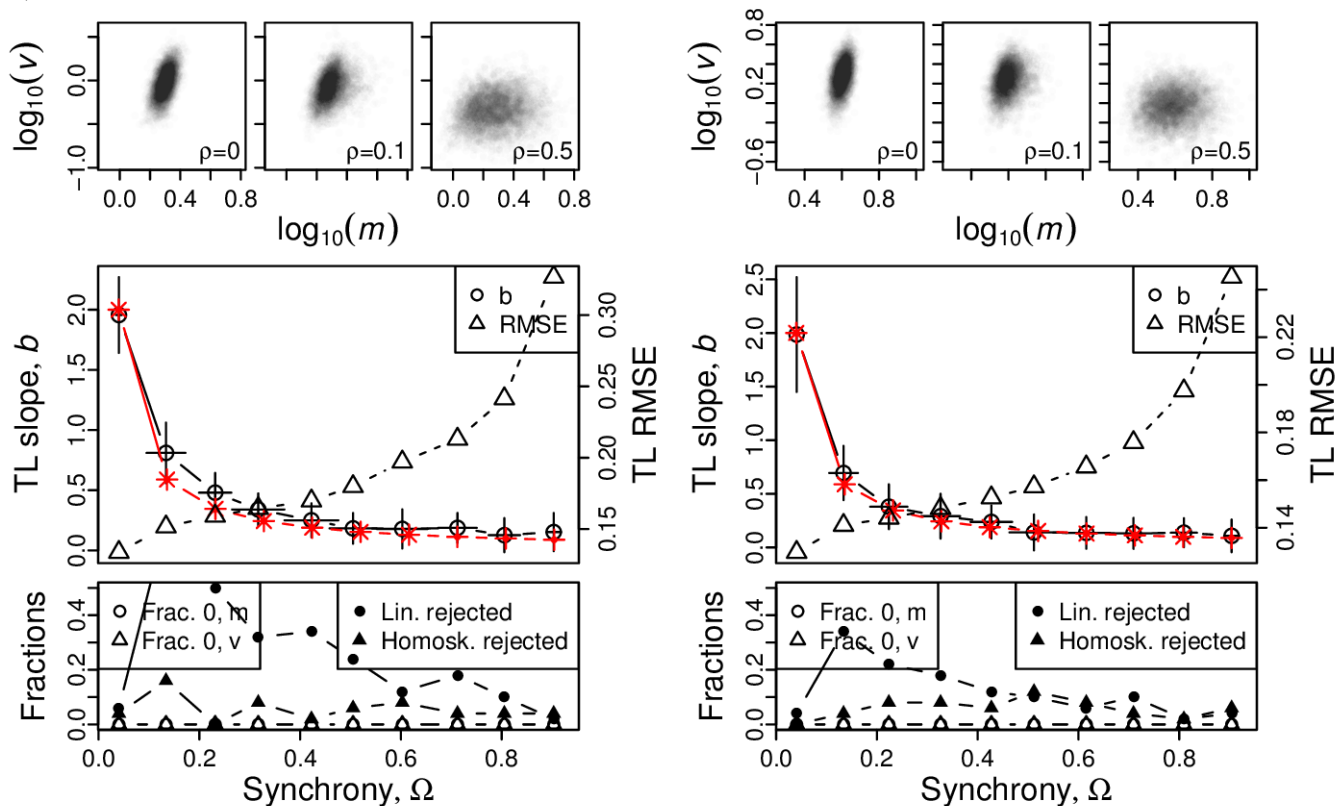 log10(v)
0.0
−1.0
ρ=0
ρ=0.1
ρ=0.5
0.0 0.4 0.8
0.0 0.4 0.8
log10(m)
log10(v)
0.8
0.2
−0.6
ρ=0
ρ=0.1
ρ=0.5
0.4 0.8
0.4 0.8
log10(m)
TL slope, b
2.0
1.5
1.0
0.5
0.0
b
RMSE
0.30
0.25
0.20
0.15
TL RMSE
TL slope, b
2.5
2.0
1.5
1.0
0.5
0.0
b
RMSE
0.22
0.18
0.14
TL RMSE
Fractions
0.4
0.2
0.0
Frac. 0, m
Frac. 0, v
Lin. rejected
Homosk. rejected
0.0 0.2 0.4 0.6 0.8
Synchrony, Ω
Fractions
0.4
0.2
0.0
Frac. 0, m
Frac. 0, v
Lin. rejected
Homosk. rejected
0.0 0.2 0.4 0.6 0.8
Synchrony, Ω